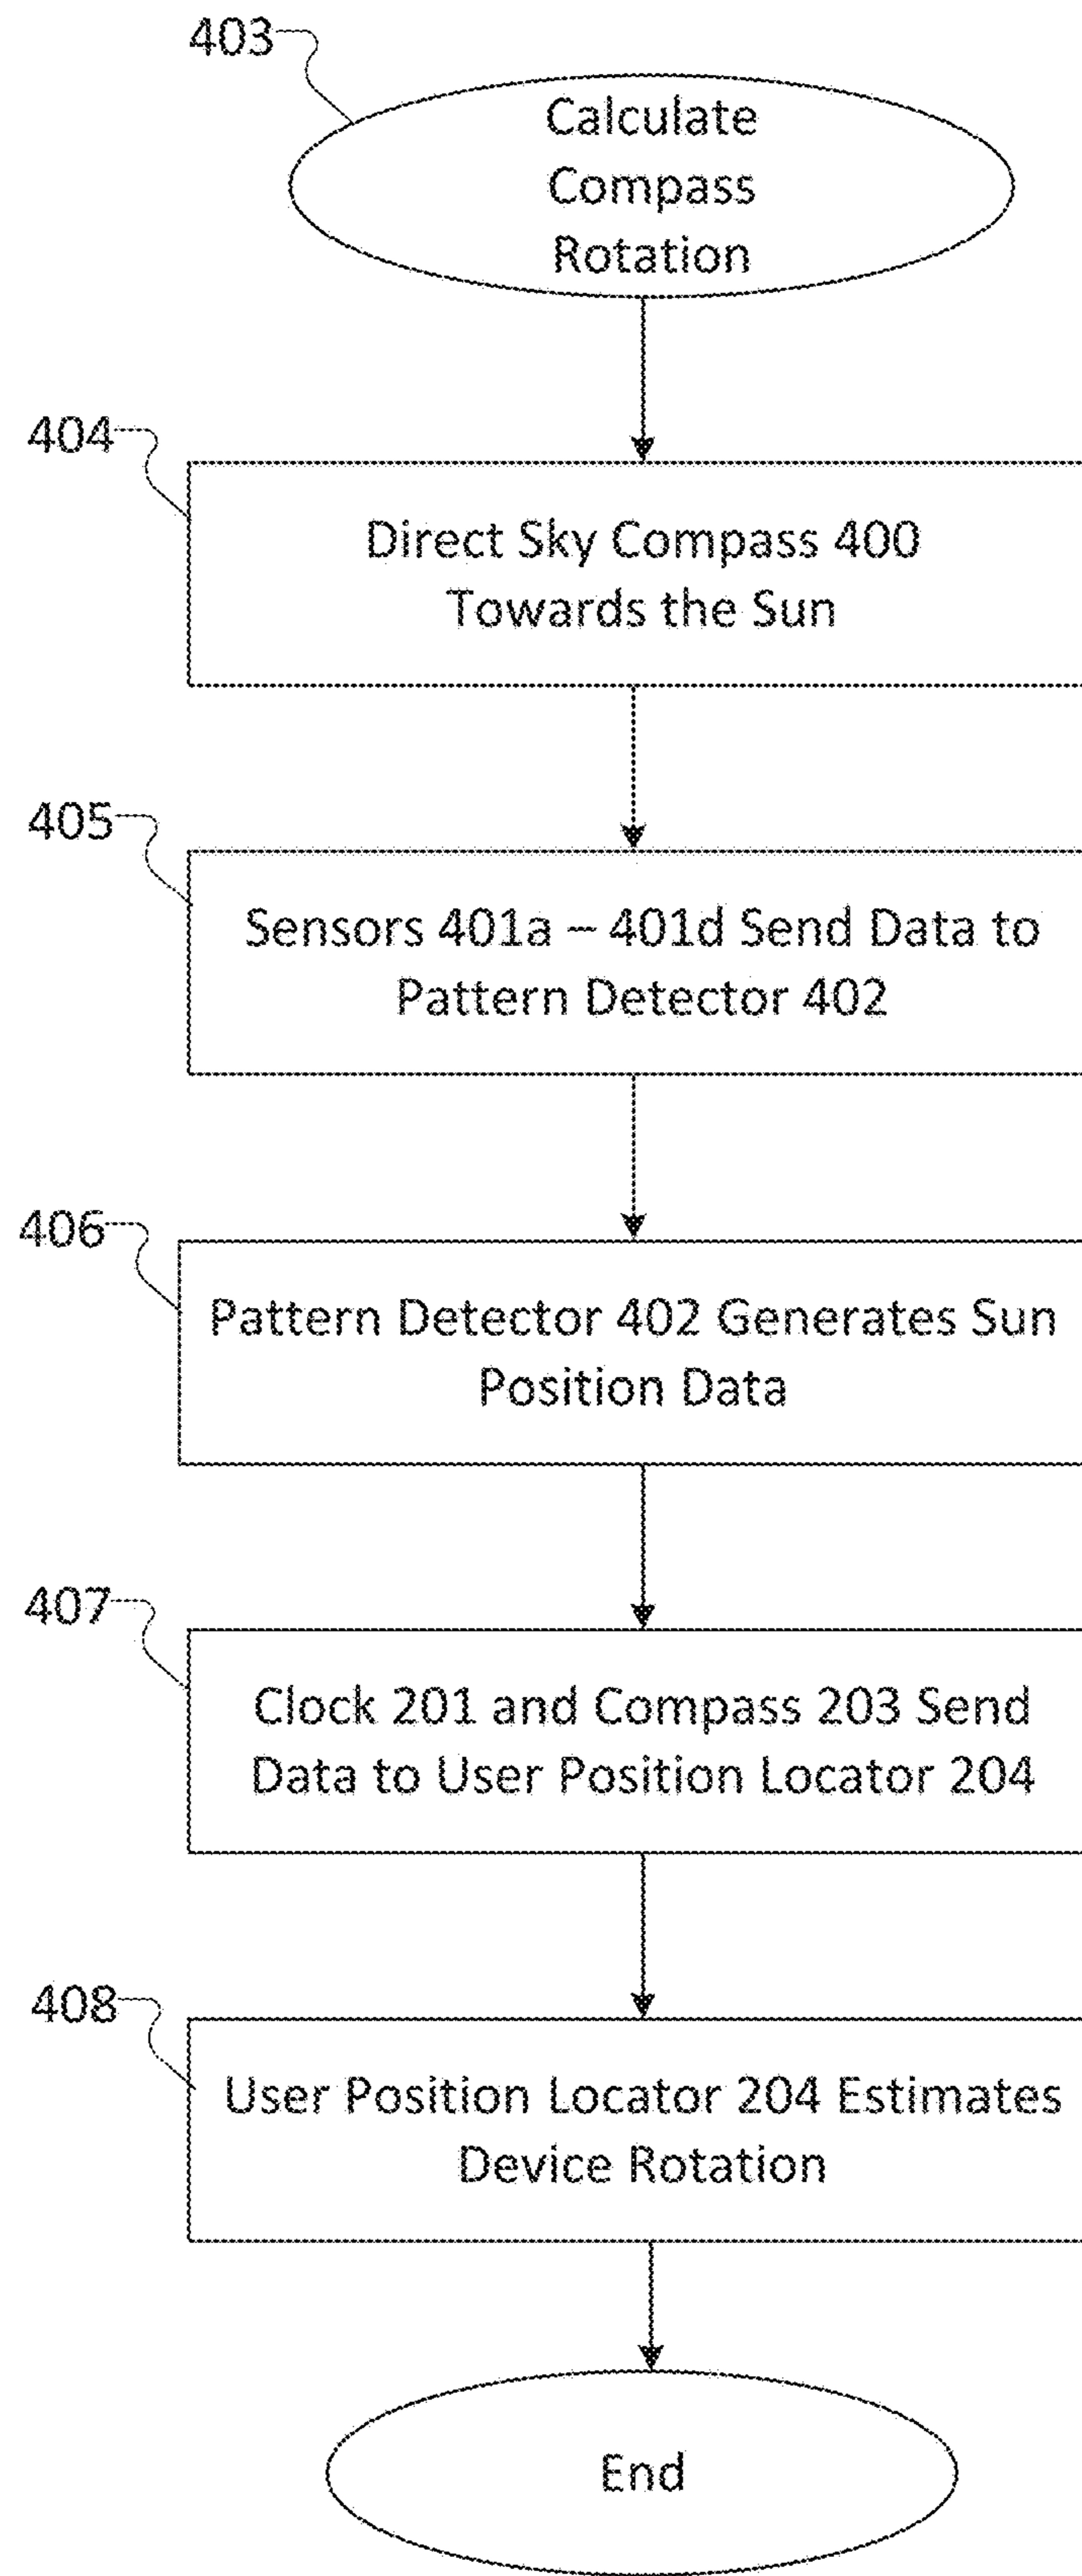 403
Calculate
Compass
Rotation
404
Direct Sky Compass 400
Towards the Sun
405
Sensors 401a – 401d Send Data to
Pattern Detector 402
406
Pattern Detector 402 Generates Sun
Position Data
407
Clock 201 and Compass 203 Send
Data to User Position Locator 204
408
User Position Locator 204 Estimates
Device Rotation
End